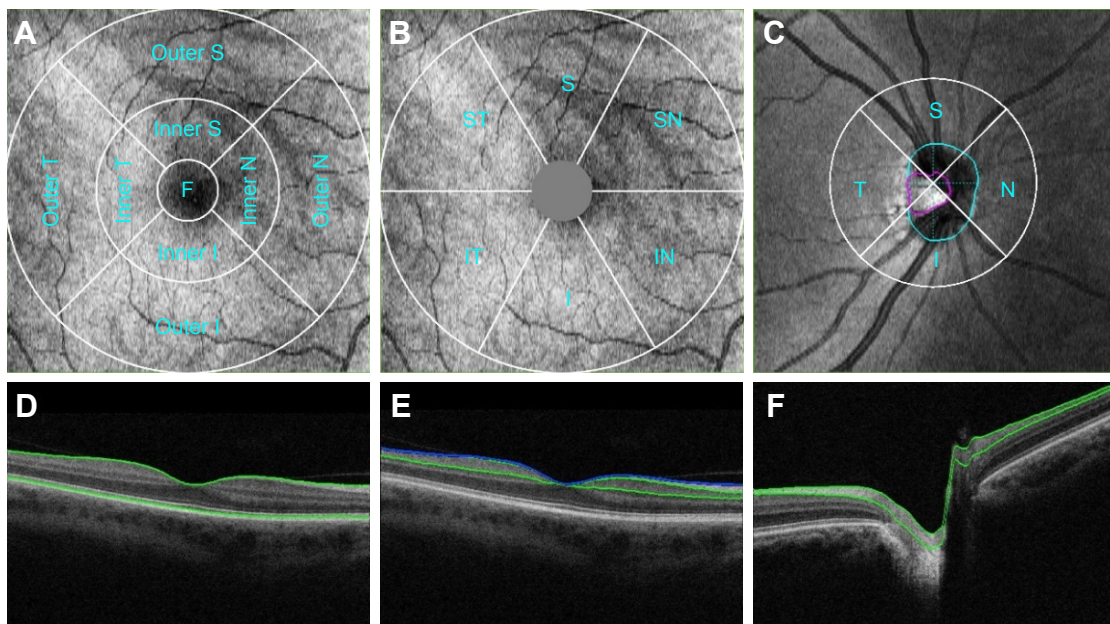 A
Outer S
Inner S
Outer T
Inner T
F
Inner N
Outer N
Inner I
Outer I
B
S
ST
SN
IT
IN
I
C
S
T
N
I
D
E
F